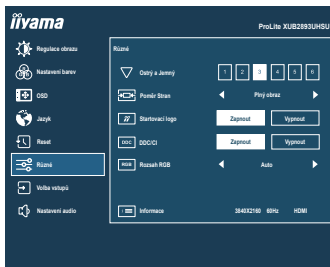 iiyama
ProLite XUB2893UHSU
Regulace obrazu
Nastavení barev
OSD
Jazyk
Reset
Různé
Volba vstupů
Nastavení audio
Různé
Ostrý a Jemný 1 2 3 4 5 6
Poměr Stran Plný obraz
Startovací logo Zapnout Vypnout
DDC DDC/CI Zapnout Vypnout
RGB Rozsah RGB Auto
Informace 3840X2160 60Hz HDMI